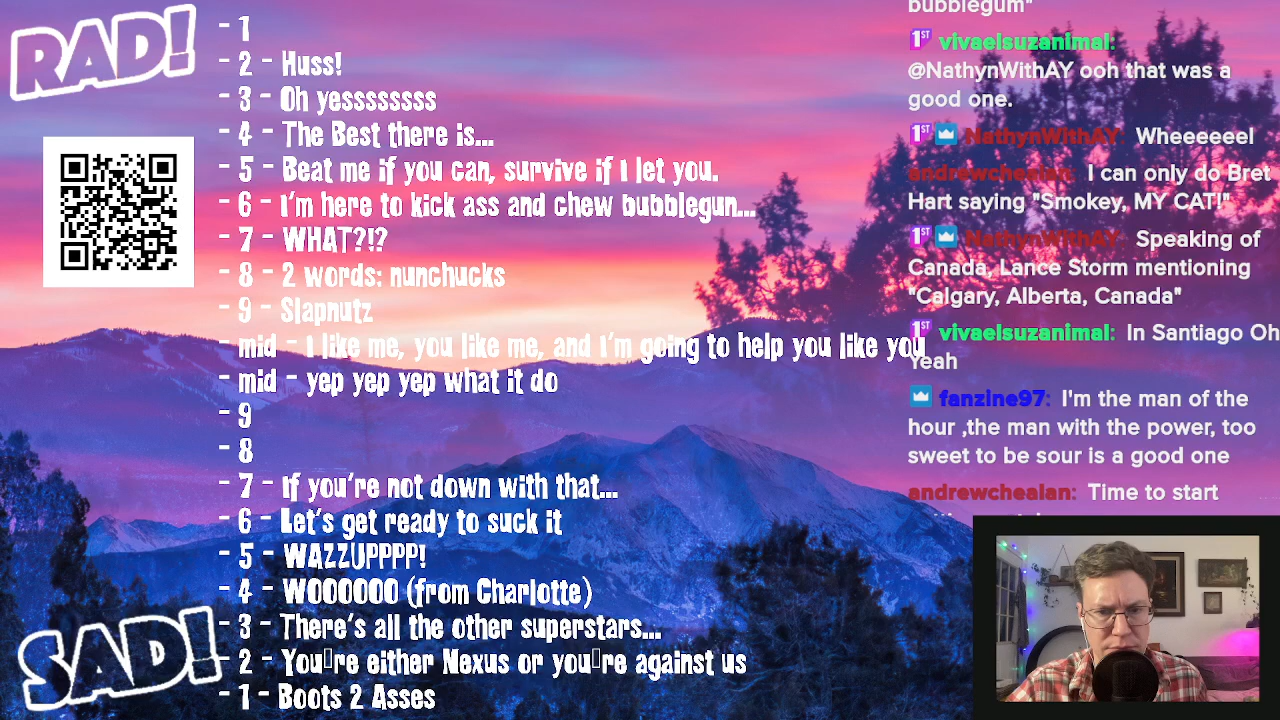 RAD!
- 1
- 2 - Huss!
- 3 - Oh yessssssss
- 4 - The Best there is...
- 5 - Beat me if you can, survive if I let you.
- 6 - I'm here to kick ass and chew bubblegun...
- 7 - WHAT?!?
- 8 - 2 words: nunchucks
- 9 - Slapnutz
- mid - I like me, you like me, and I'm going to help you like you
- mid - yep yep yep what it do
- 9
- 8
- 7 - If you're not down with that...
- 6 - Let's get ready to suck it
- 5 - WAZZUPPPP!
- 4 - WOOOOOO (from Charlotte)
- 3 - There's all the other superstars...
- 2 - You▯re either Nexus or you▯re against us
- 1 - Boots 2 Asses
SAD!
bubblegum"
1ST vivaelsuzanimal:
@NathynWithAY ooh that was a
good one.
1ST NathynWithAY: Wheeeeeel
andrewchealan: I can only do Bret
Hart saying "Smokey, MY CAT!"
1ST NathynWithAY: Speaking of
Canada, Lance Storm mentioning
"Calgary, Alberta, Canada"
1ST vivaelsuzanimal: In Santiago Oh
Yeah
fanzine97: I'm the man of the
hour ,the man with the power, too
sweet to be sour is a good one
andrewchealan: Time to start